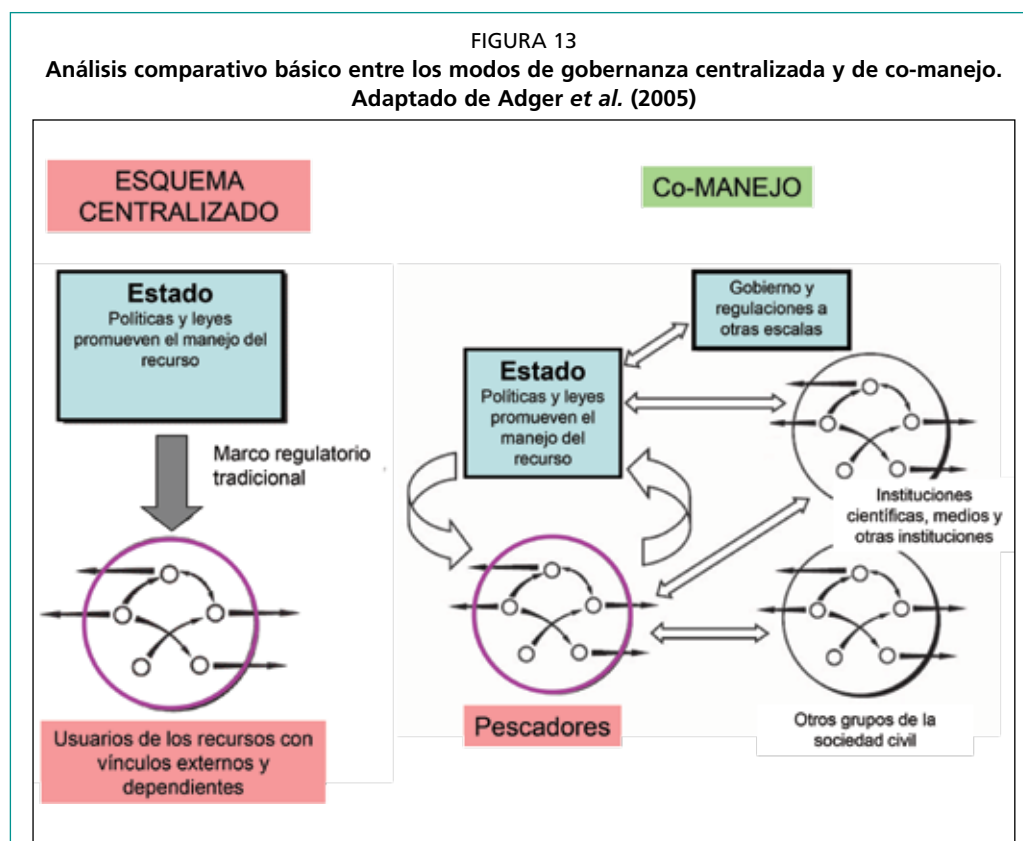 FIGURA 13
Análisis comparativo básico entre los modos de gobernanza centralizada y de co-manejo.
Adaptado de Adger et al. (2005)
ESQUEMA
CENTRALIZADO
Estado
Políticas y leyes
promueven el manejo del
recurso
Marco regulatorio
tradicional
Usuarios de los recursos con
vínculos externos y
dependientes
Co-MANEJO
Gobierno y
regulaciones a
otras escalas
Estado
Políticas y leyes
promueven el
manejo del
recurso
Instituciones
científicas, medios y
otras instituciones
Pescadores
Otros grupos de la
sociedad civil